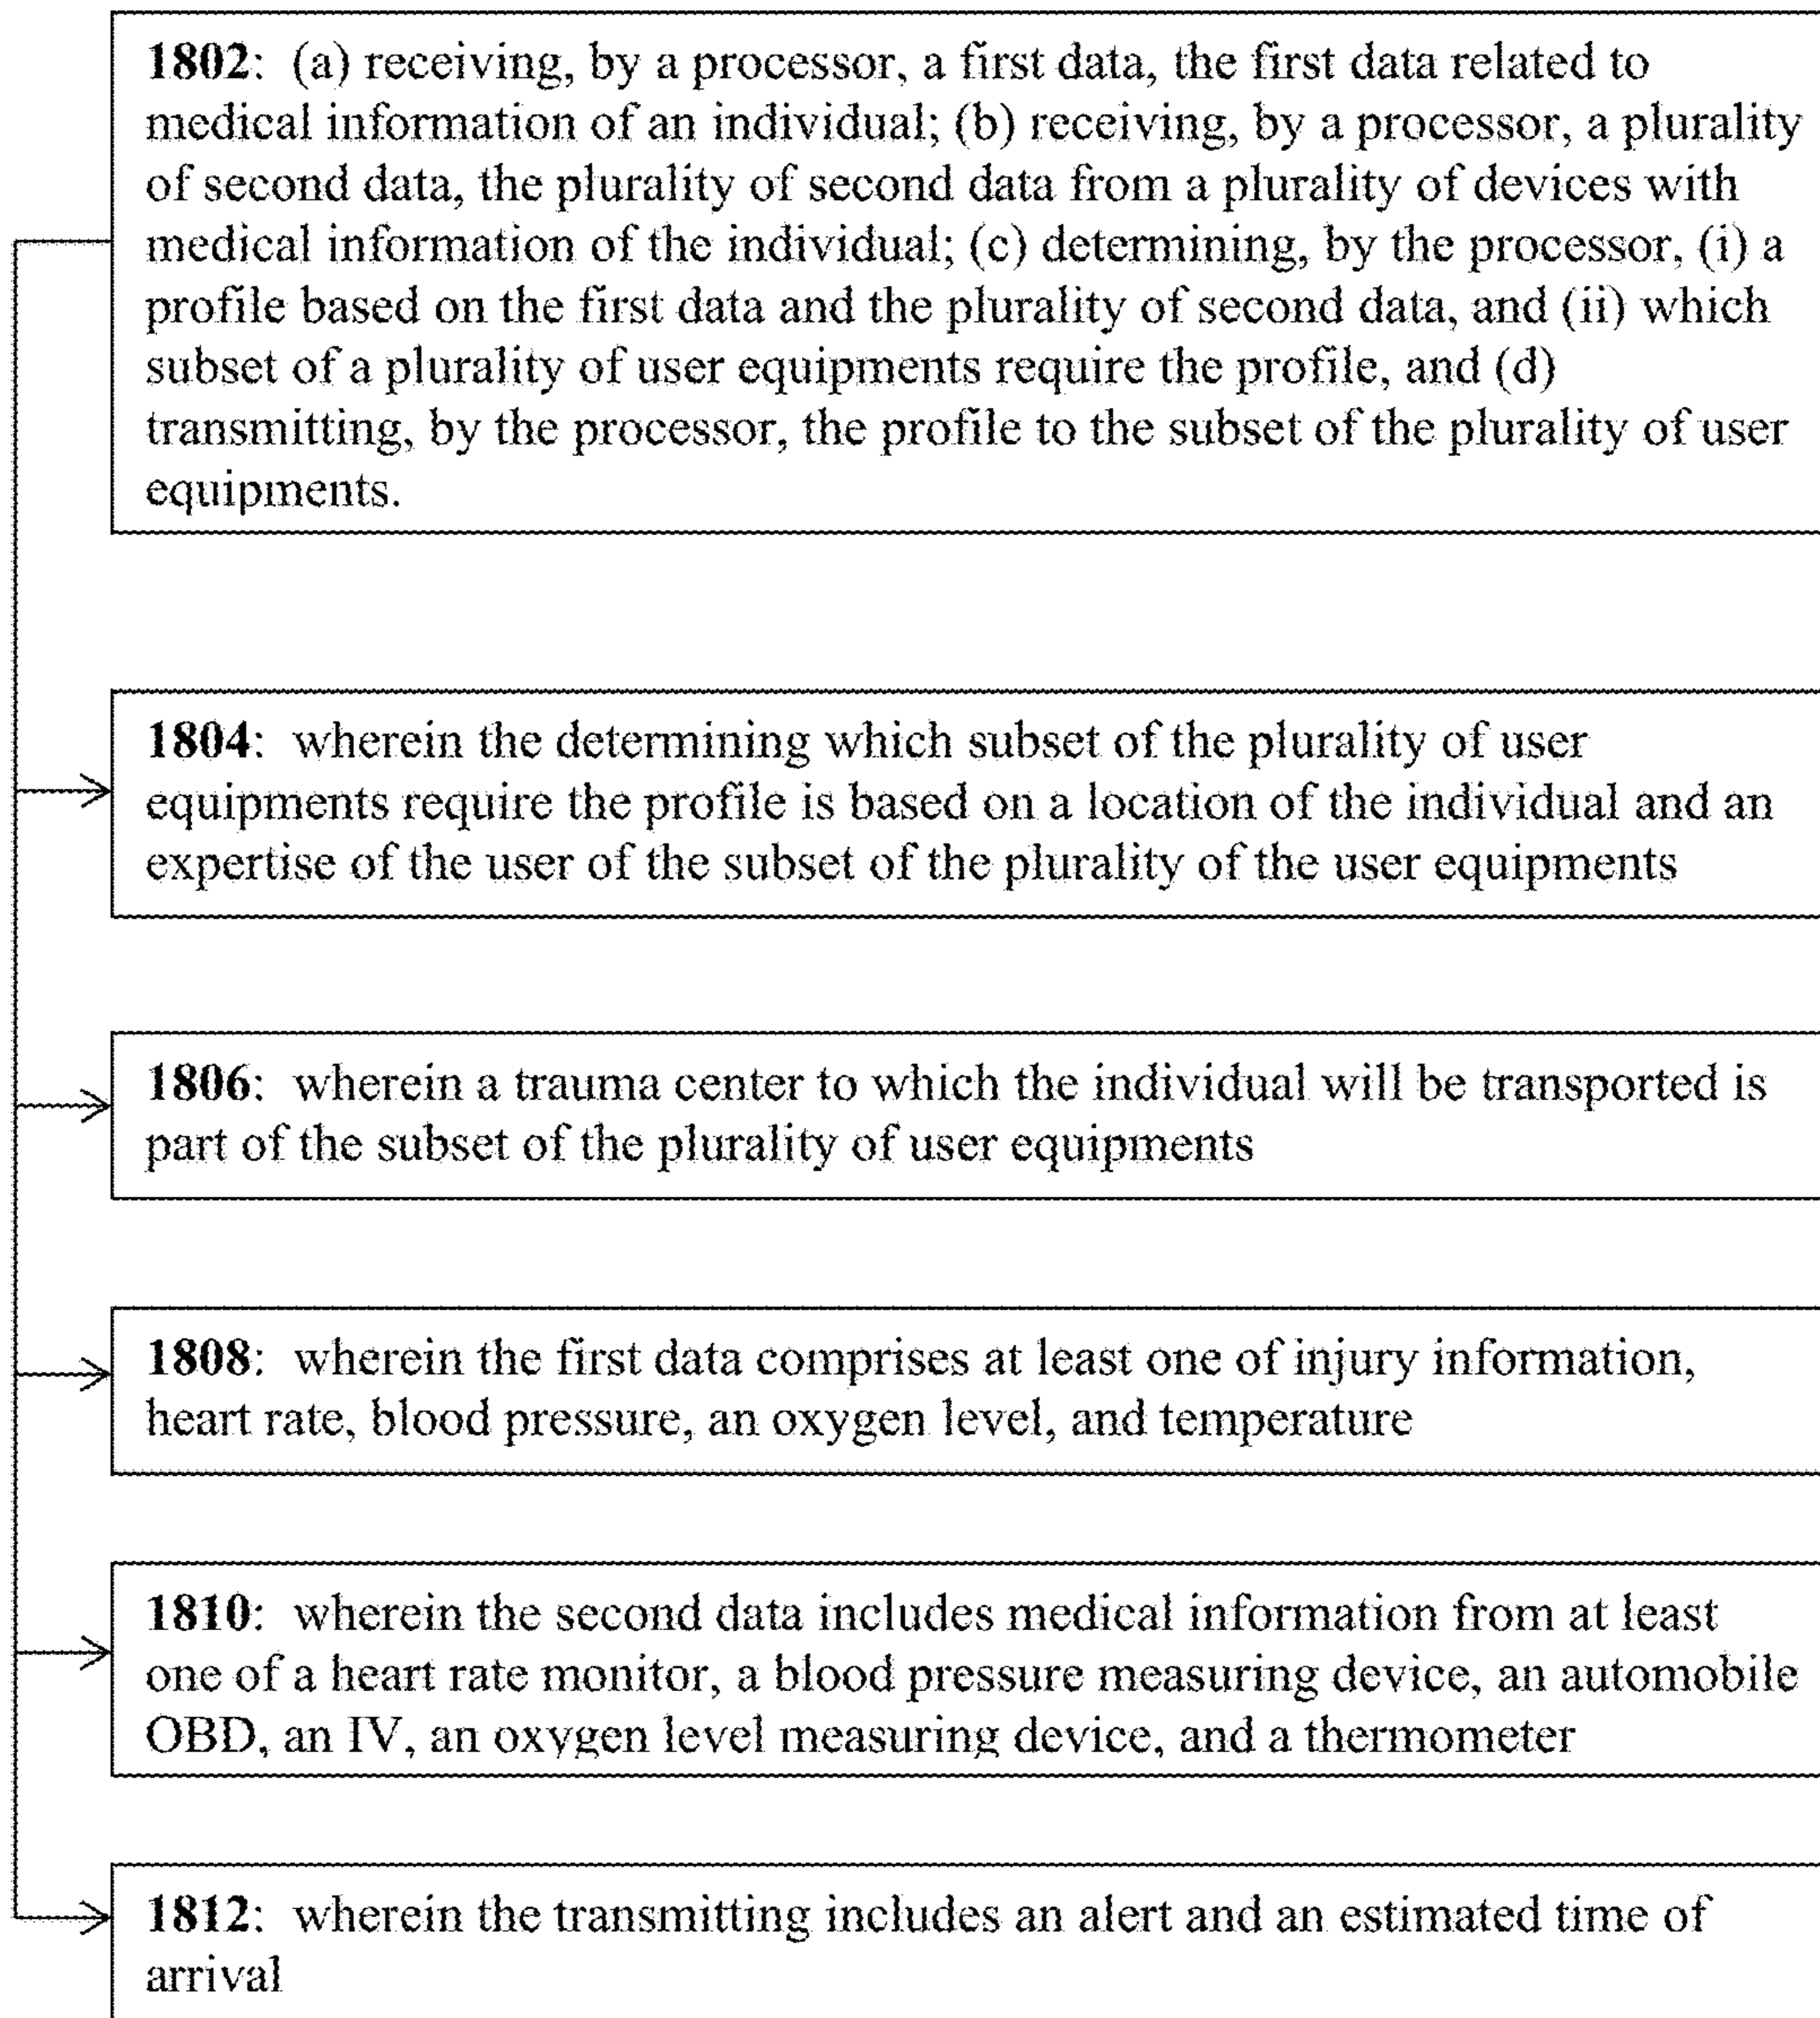 1802: (a) receiving, by a processor, a first data, the first data related to
medical information of an individual; (b) receiving, by a processor, a plurality
of second data, the plurality of second data from a plurality of devices with
medical information of the individual; (c) determining, by the processor, (i) a
profile based on the first data and the plurality of second data, and (ii) which
subset of a plurality of user equipments require the profile, and (d)
transmitting, by the processor, the profile to the subset of the plurality of user
equipments.
1804: wherein the determining which subset of the plurality of user
equipments require the profile is based on a location of the individual and an
expertise of the user of the subset of the plurality of the user equipments
1806: wherein a trauma center to which the individual will be transported is
part of the subset of the plurality of user equipments
1808: wherein the first data comprises at least one of injury information,
heart rate, blood pressure, an oxygen level, and temperature
1810: wherein the second data includes medical information from at least
one of a heart rate monitor, a blood pressure measuring device, an automobile
OBD, an IV, an oxygen level measuring device, and a thermometer
1812: wherein the transmitting includes an alert and an estimated time of
arrival